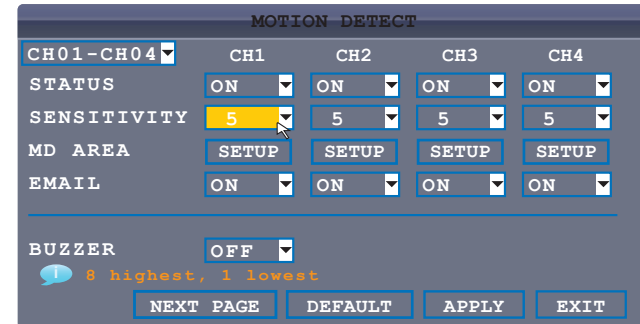 MOTION DETECT
CH01-CH04 CH1 CH2 CH3 CH4
STATUS ON ON ON ON
SENSITIVITY 5 5 5 5
MD AREA SETUP SETUP SETUP SETUP
EMAIL ON ON ON ON
BUZZER OFF
8 highest, 1 lowest
NEXT PAGE DEFAULT APPLY EXIT